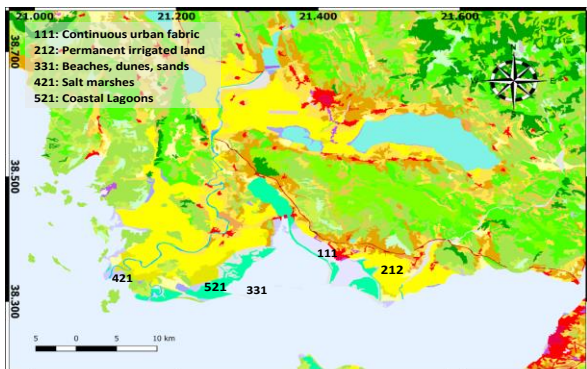 21.000 21.200 21.400 21.600
38.700
38.500
38.300
111: Continuous urban fabric
212: Permanent irrigated land
331: Beaches, dunes, sands
421: Salt marshes
521: Coastal Lagoons
N
111
212
421
521
331
5 0 5 10 km